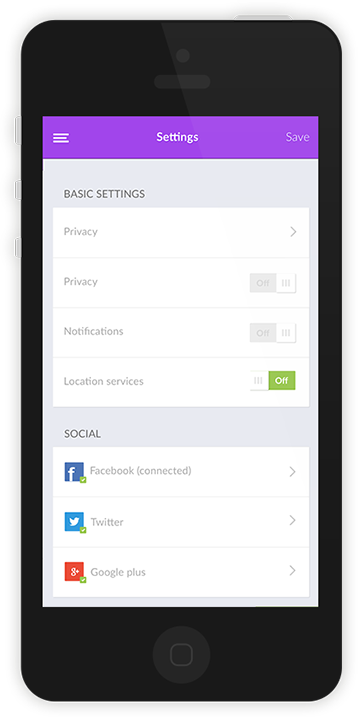 Settings
Save
BASIC SETTINGS
Privacy
Privacy
Off
Notifications
Off
Location services
Off
SOCIAL
f
Facebook (connected)
Twitter
g+
Google plus